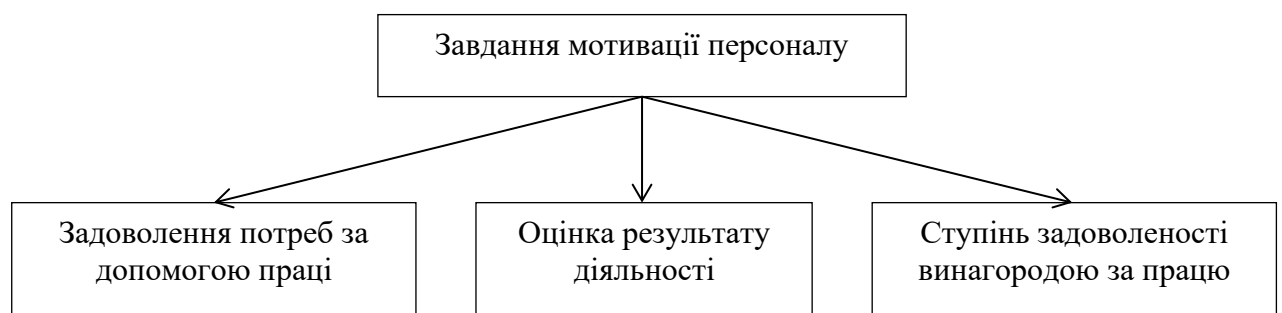 Завдання мотивації персоналу
Задоволення потреб за
допомогою праці
Оцінка результату
діяльності
Ступінь задоволеності
винагородою за працю